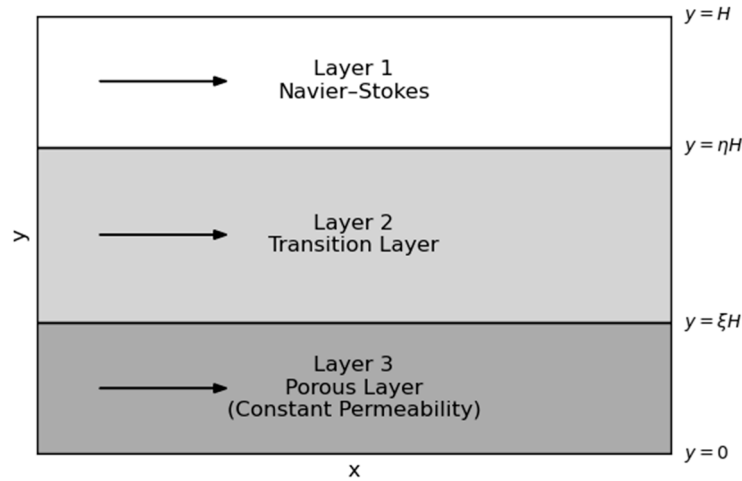 y = H
Layer 1
Navier–Stokes
y = ηH
Layer 2
Transition Layer
y
y = ξH
Layer 3
Porous Layer
(Constant Permeability)
y = 0
x